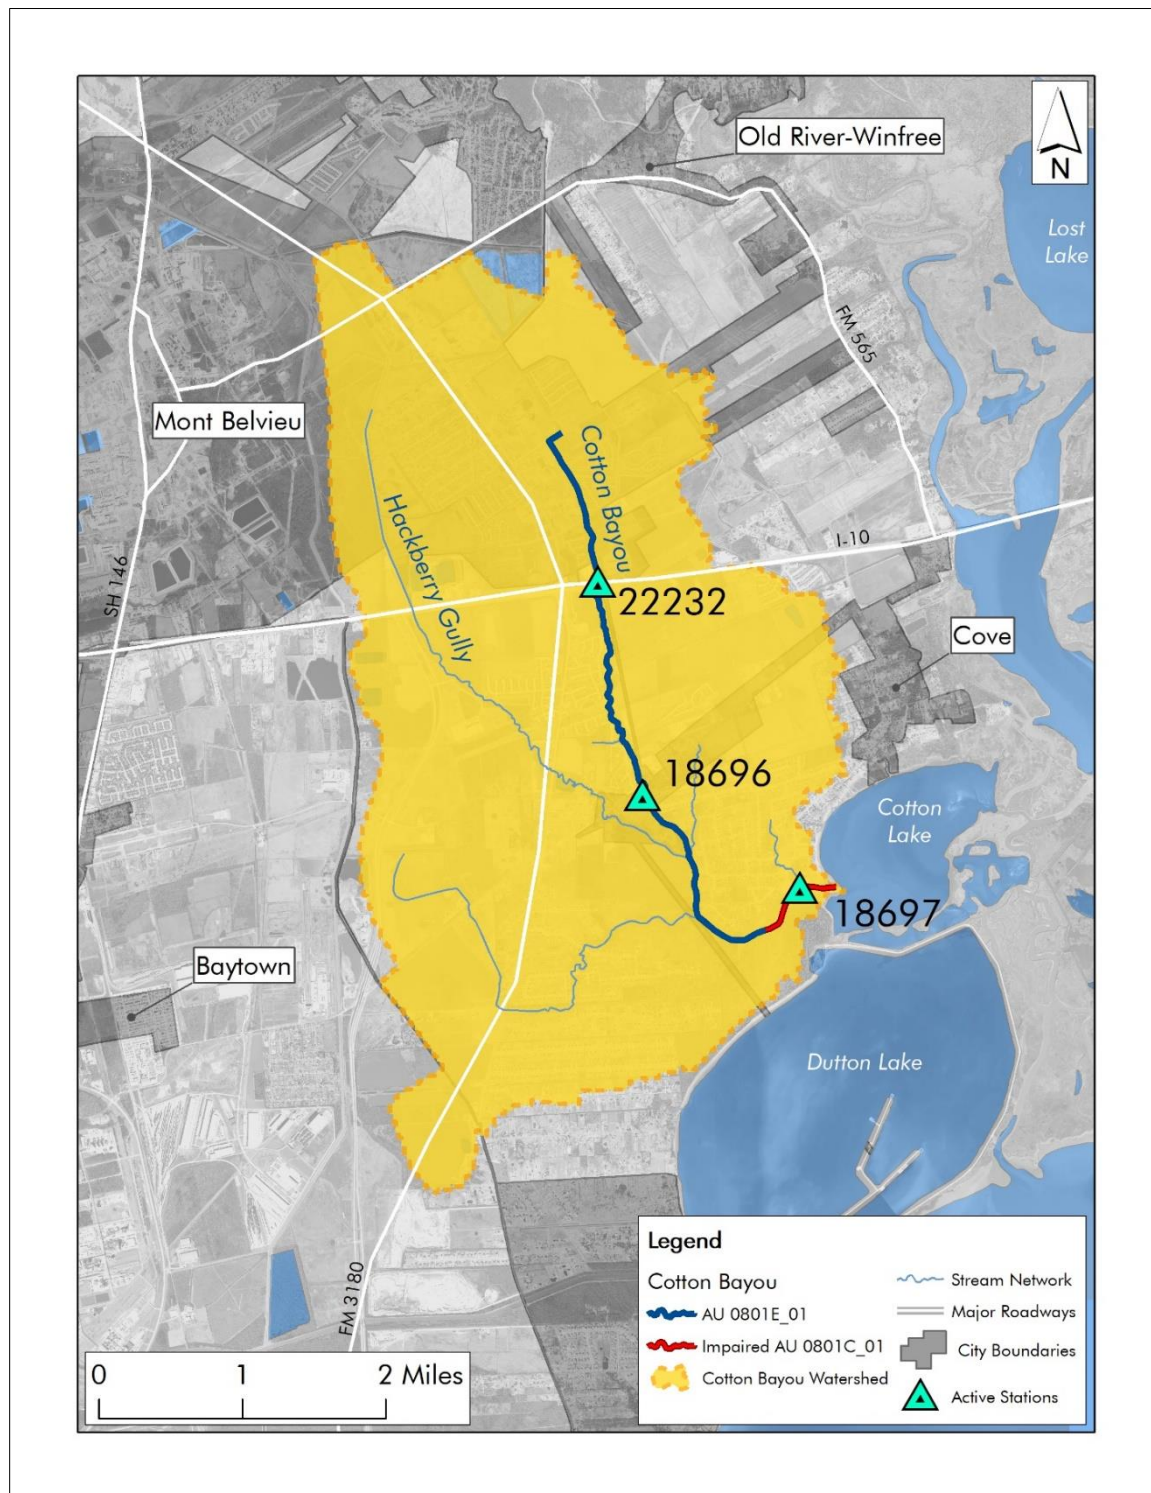 N
Old River-Winfree
Lost
Lake
FM 565
Mont Belvieu
Cotton Bayou
Hackberry Gully
I-10
SH 146
22232
Cove
18696
Cotton
Lake
18697
Baytown
Dutton Lake
FM 3180
Legend
Cotton Bayou
AU 0801E_01
Impaired AU 0801C_01
Cotton Bayou Watershed
Stream Network
Major Roadways
City Boundaries
Active Stations
0 1 2 Miles